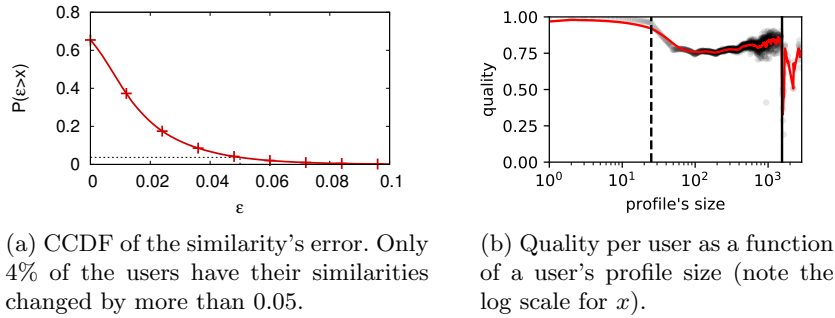 0.8
0.6
0.4
0.2
0
0
0.02
0.04
0.06
0.08
0.1
P(ε>x)
ε
1.00
0.75
0.50
0.25
0.00
10^0
10^1
10^2
10^3
quality
profile's size
(a) CCDF of the similarity's error. Only
4% of the users have their similarities
changed by more than 0.05.
(b) Quality per user as a function
of a user's profile size (note the
log scale for x).